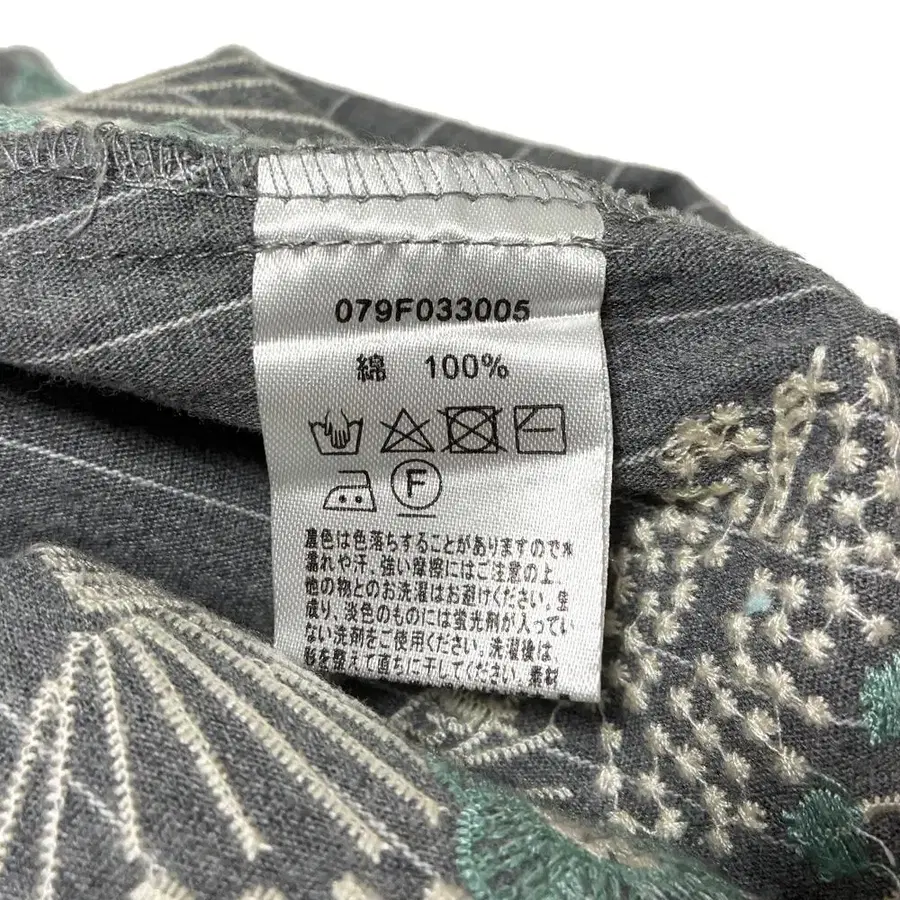 079F033005
綿 100%
F
農色は色落ちすることがありますので水
濡れや汗、強い摩擦にはご注意の上、
他の物とのお洗濯はお避けください。生
成り、淡色のものには蛍光剤が入ってい
ない洗剤をご使用ください。洗濯後は、
形を整えて直ちに干してください。素材